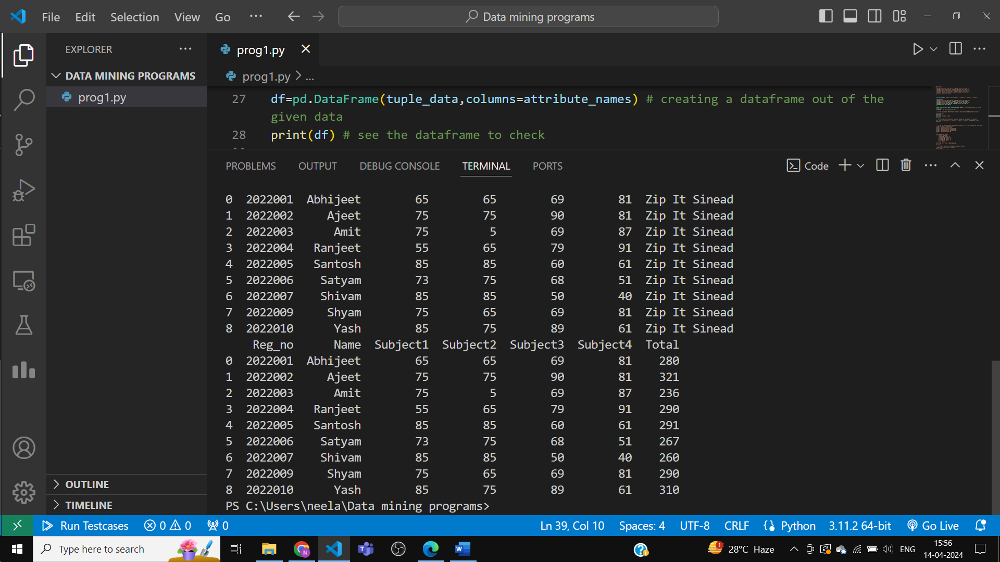 File Edit Selection View Go ... Data mining programs
EXPLORER ...
DATA MINING PROGRAMS
prog1.py
OUTLINE
TIMELINE
prog1.py
prog1.py > ...
27 df=pd.DataFrame(tuple_data,columns=attribute_names) # creating a dataframe out of the
given data
28 print(df) # see the dataframe to check
PROBLEMS OUTPUT DEBUG CONSOLE TERMINAL PORTS Code
0 2022001 Abhijeet 65 65 69 81 Zip It Sinead
1 2022002 Ajeet 75 75 90 81 Zip It Sinead
2 2022003 Amit 75 5 69 87 Zip It Sinead
3 2022004 Ranjeet 55 65 79 91 Zip It Sinead
4 2022005 Santosh 85 85 60 61 Zip It Sinead
5 2022006 Satyam 73 75 68 51 Zip It Sinead
6 2022007 Shivam 85 85 50 40 Zip It Sinead
7 2022009 Shyam 75 65 69 81 Zip It Sinead
8 2022010 Yash 85 75 89 61 Zip It Sinead
Reg_no Name Subject1 Subject2 Subject3 Subject4 Total
0 2022001 Abhijeet 65 65 69 81 280
1 2022002 Ajeet 75 75 90 81 321
2 2022003 Amit 75 5 69 87 236
3 2022004 Ranjeet 55 65 79 91 290
4 2022005 Santosh 85 85 60 61 291
5 2022006 Satyam 73 75 68 51 267
6 2022007 Shivam 85 85 50 40 260
7 2022009 Shyam 75 65 69 81 290
8 2022010 Yash 85 75 89 61 310
PS C:\Users\neela\Data mining programs>
Run Testcases 0 0 0 Ln 39, Col 10 Spaces: 4 UTF-8 CRLF {} Python 3.11.2 64-bit Go Live
Type here to search 28°C Haze ENG 15:56
14-04-2024